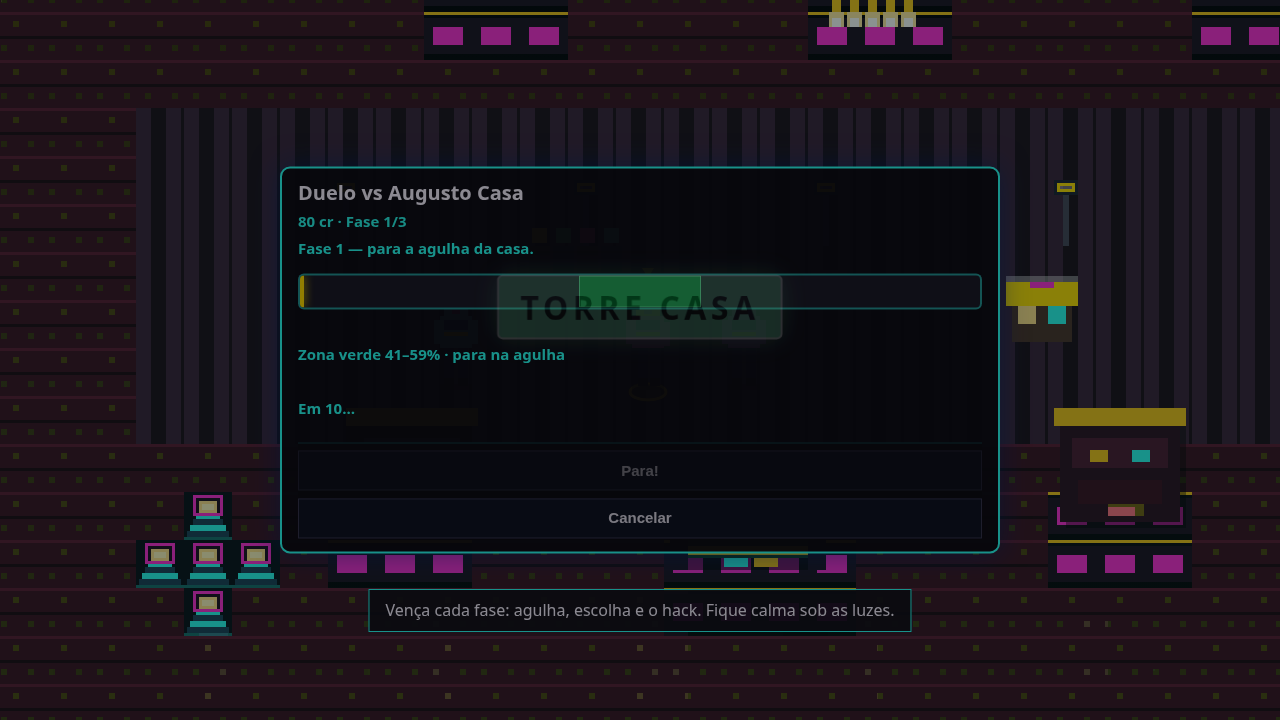 Duelo vs Augusto Casa
80 cr · Fase 1/3
Fase 1 — para a agulha da casa.
TORRE CASA
Zona verde 41–59% · para na agulha
Em 10…
Para!
Cancelar
Vença cada fase: agulha, escolha e o hack. Fique calma sob as luzes.